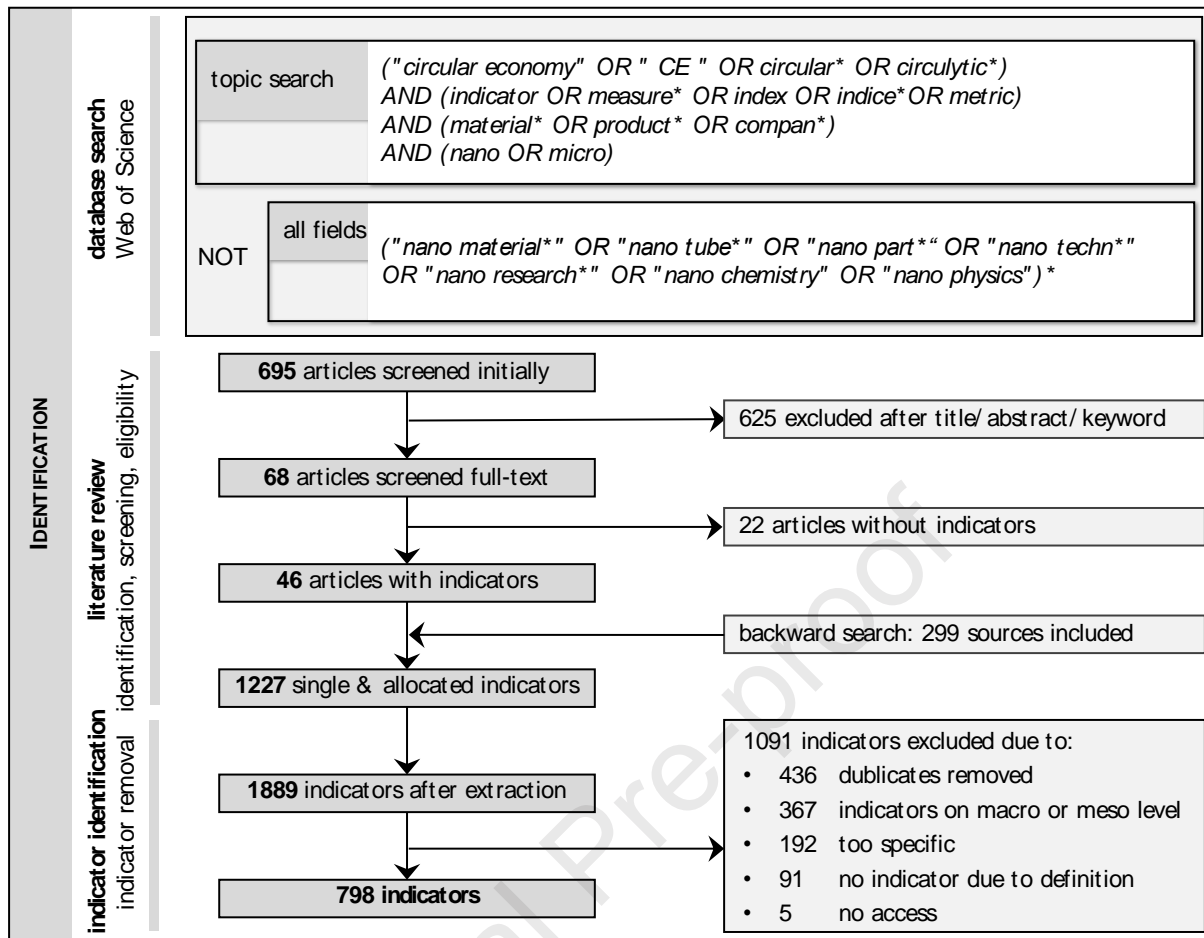 IDENTIFICATION
database search
Web of Science
topic search
("circular economy" OR " CE " OR circular* OR circulytic*)
AND (indicator OR measure* OR index OR indice* OR metric)
AND (material* OR product* OR compan*)
AND (nano OR micro)
NOT
all fields
("nano material*" OR "nano tube*" OR "nano part*“ OR "nano techn*"
OR "nano research*" OR "nano chemistry" OR "nano physics")*
literature review
identification, screening, eligibility
695 articles screened initially
625 excluded after title/ abstract/ keyword
68 articles screened full-text
22 articles without indicators
46 articles with indicators
backward search: 299 sources included
1227 single & allocated indicators
indicator identification
indicator removal
1889 indicators after extraction
1091 indicators excluded due to:
• 436 dublicates removed
• 367 indicators on macro or meso level
• 192 too specific
• 91 no indicator due to definition
• 5 no access
798 indicators
al Pre-proof